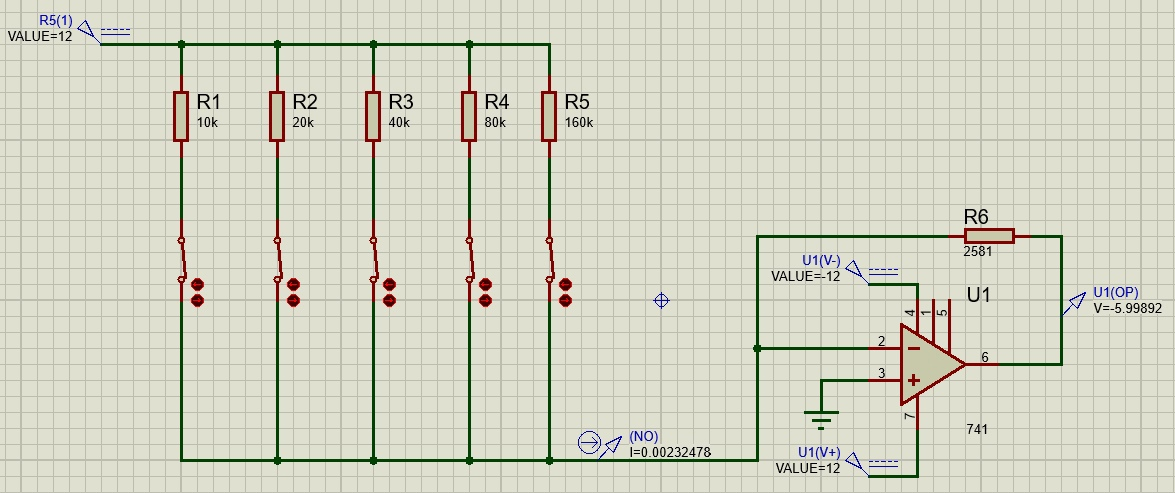 R5(1)
VALUE=12
R1
10k
R2
20k
R3
40k
R4
80k
R5
160k
R6
2581
U1(V-)
VALUE=-12
U1
4
1
5
U1(OP)
V=-5.99892
2
3
6
7
741
(NO)
I=0.00232478
U1(V+)
VALUE=12